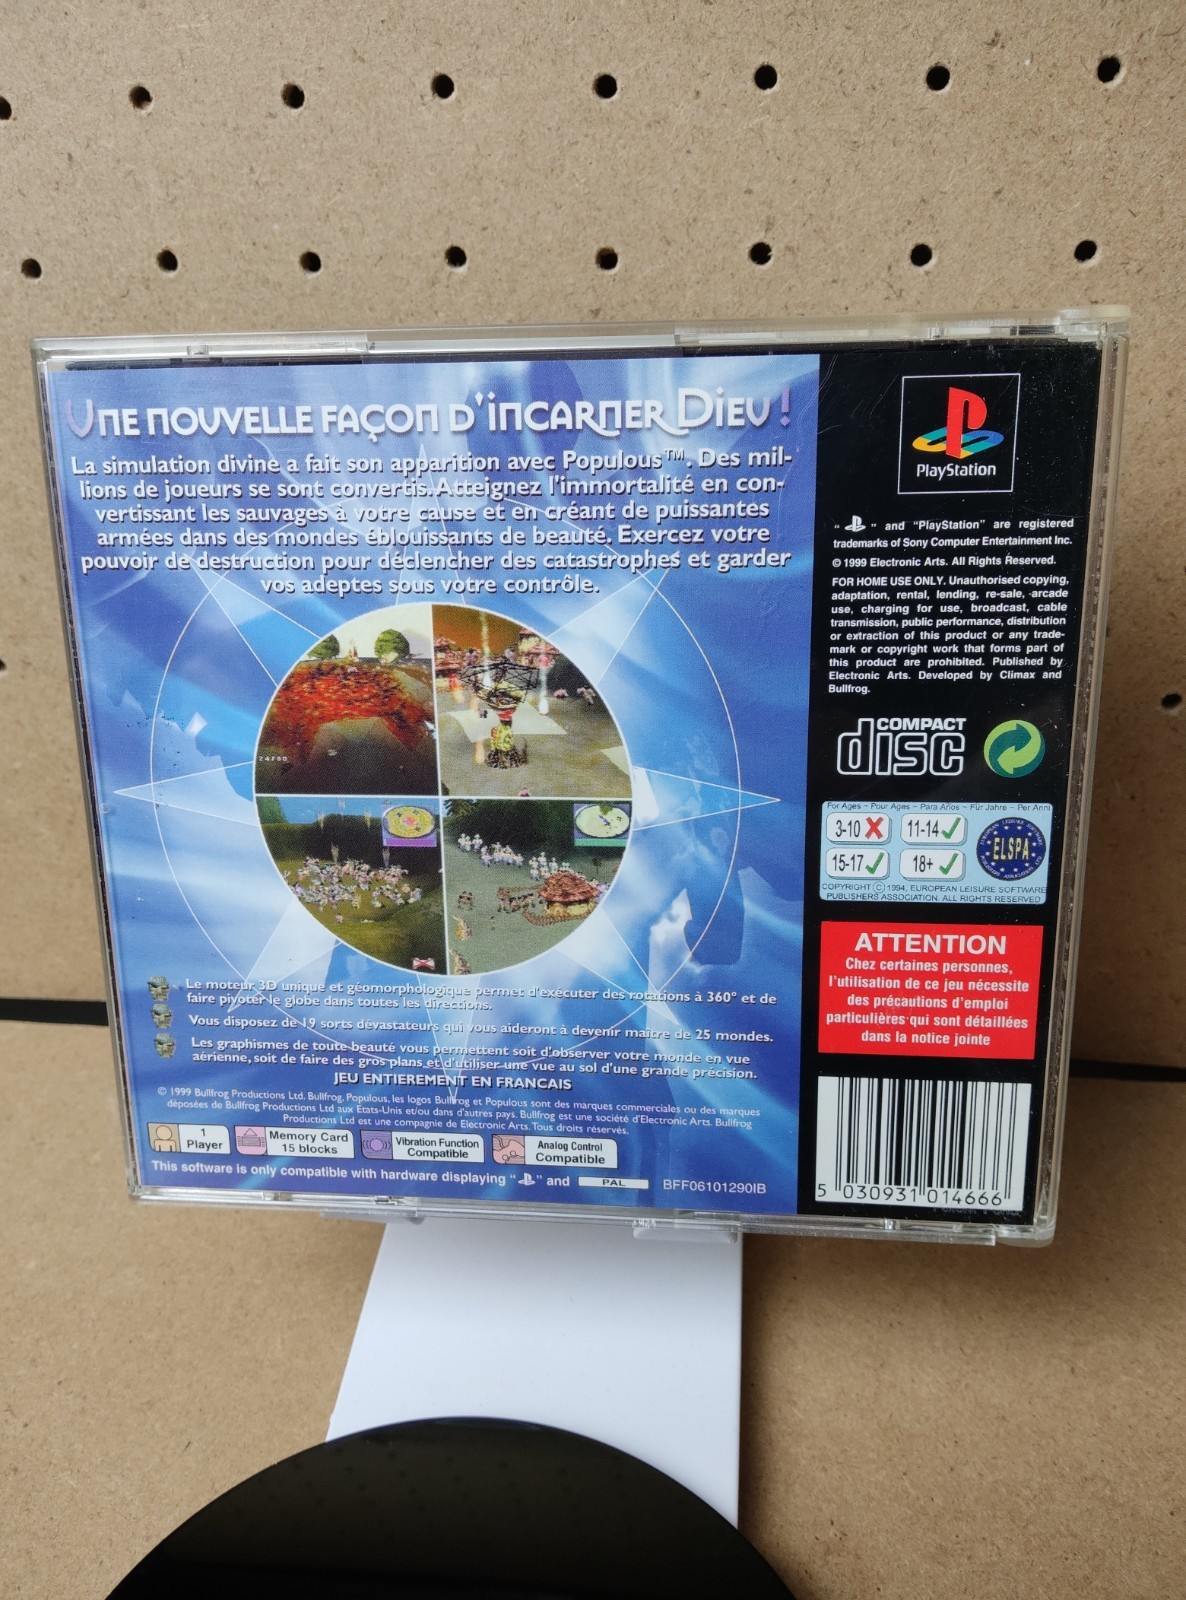 Une nouvelle façon d'incarner Dieu !
La simulation divine a fait son apparition avec Populous™. Des mil-
lions de joueurs se sont convertis. Atteignez l'immortalité en con-
vertissant les sauvages à votre cause et en créant de puissantes
armées dans des mondes éblouissants de beauté. Exercez votre
pouvoir de destruction pour déclencher des catastrophes et garder
vos adeptes sous votre contrôle.
Le moteur 3D unique et géomorphologique permet d'exécuter des rotations à 360° et de
faire pivoter le globe dans toutes les directions.
Vous disposez de 19 sorts dévastateurs qui vous aideront à devenir maître de 25 mondes.
Les graphismes de toute beauté vous permettent soit d'observer votre monde en vue
aérienne, soit de faire des gros plans et d'utiliser une vue au sol d'une grande précision.
JEU ENTIEREMENT EN FRANCAIS
© 1999 Bullfrog Productions Ltd. Bullfrog, Populous, les logos Bullfrog et Populous sont des marques commerciales ou des marques
déposées de Bullfrog Productions Ltd aux Etats-Unis et/ou dans d'autres pays. Bullfrog est une société d'Electronic Arts. Bullfrog
Productions Ltd est une compagnie de Electronic Arts. Tous droits réservés.
1
Player
Memory Card
15 blocks
Vibration Function
Compatible
Analog Control
Compatible
This software is only compatible with hardware displaying " " and PAL BFF06101290IB
PlayStation
" " and "PlayStation" are registered
trademarks of Sony Computer Entertainment Inc.
© 1999 Electronic Arts. All Rights Reserved.
FOR HOME USE ONLY. Unauthorised copying,
adaptation, rental, lending, re-sale, arcade
use, charging for use, broadcast, cable
transmission, public performance, distribution
or extraction of this product or any trade-
mark or copyright work that forms part of
this product are prohibited. Published by
Electronic Arts. Developed by Climax and
Bullfrog.
COMPACT
disc
For Ages - Pour Ages - Para Años - Für Jahre - Per Anni
3-10
11-14
15-17
18+
ELSPA
COPYRIGHT © 1994, EUROPEAN LEISURE SOFTWARE
PUBLISHERS ASSOCIATION. ALL RIGHTS RESERVED
ATTENTION
Chez certaines personnes,
l'utilisation de ce jeu nécessite
des précautions d'emploi
particulières qui sont détaillées
dans la notice jointe
5 030931 014666